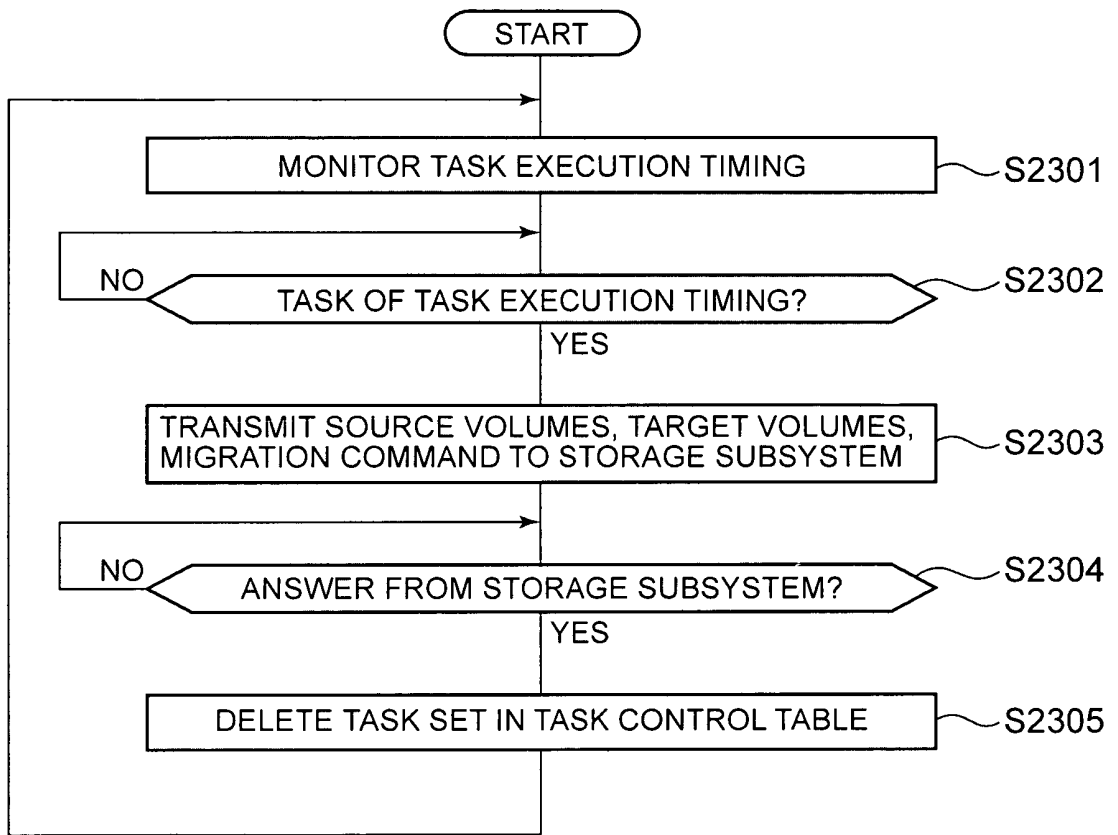 START
MONITOR TASK EXECUTION TIMING
S2301
NO
TASK OF TASK EXECUTION TIMING?
S2302
YES
TRANSMIT SOURCE VOLUMES, TARGET VOLUMES,
MIGRATION COMMAND TO STORAGE SUBSYSTEM
S2303
NO
ANSWER FROM STORAGE SUBSYSTEM?
S2304
YES
DELETE TASK SET IN TASK CONTROL TABLE
S2305